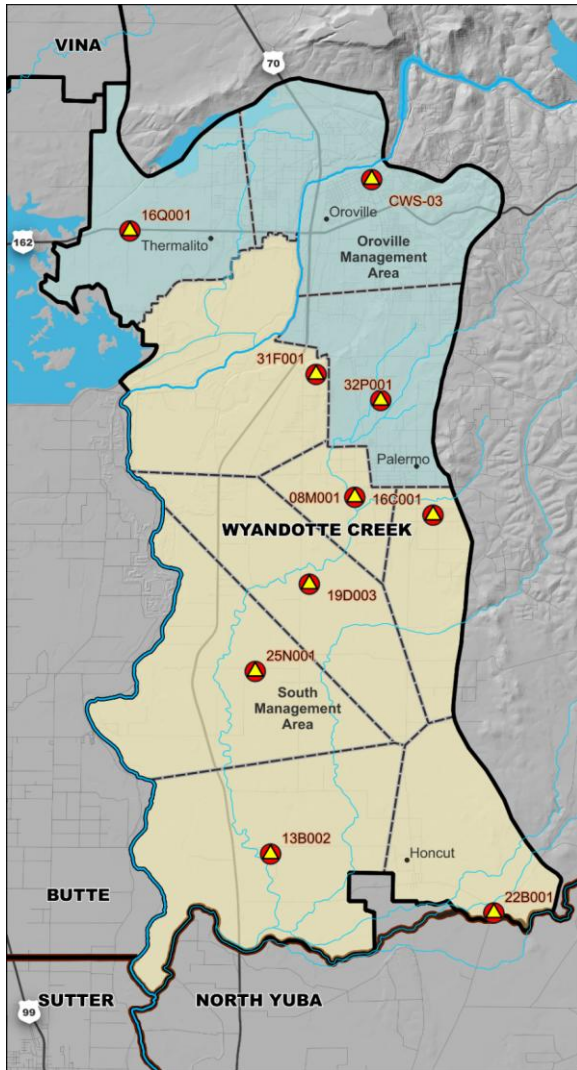 VINA
70
CWS-03
16Q001
Oroville
162
Thermalito
Oroville
Management
Area
31F001
32P001
Palermo
08M001
16C001
WYANDOTTE CREEK
19D003
25N001
South
Management
Area
13B002
Honcut
22B001
BUTTE
SUTTER
NORTH YUBA
99